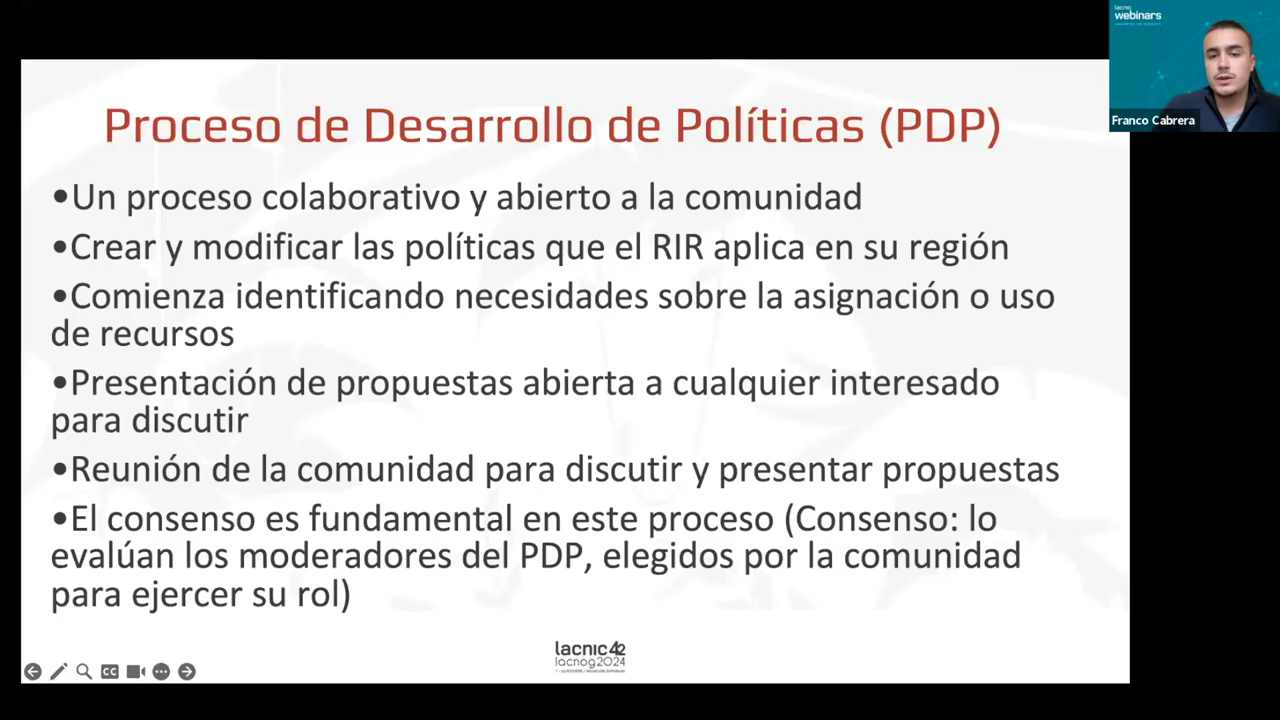 lacnic
webinars
Franco Cabrera
Proceso de Desarrollo de Políticas (PDP)
•Un proceso colaborativo y abierto a la comunidad
•Crear y modificar las políticas que el RIR aplica en su región
•Comienza identificando necesidades sobre la asignación o uso
de recursos
•Presentación de propuestas abierta a cualquier interesado
para discutir
•Reunión de la comunidad para discutir y presentar propuestas
•El consenso es fundamental en este proceso (Consenso: lo
evalúan los moderadores del PDP, elegidos por la comunidad
para ejercer su rol)
lacnic42
lacnog2024
CC